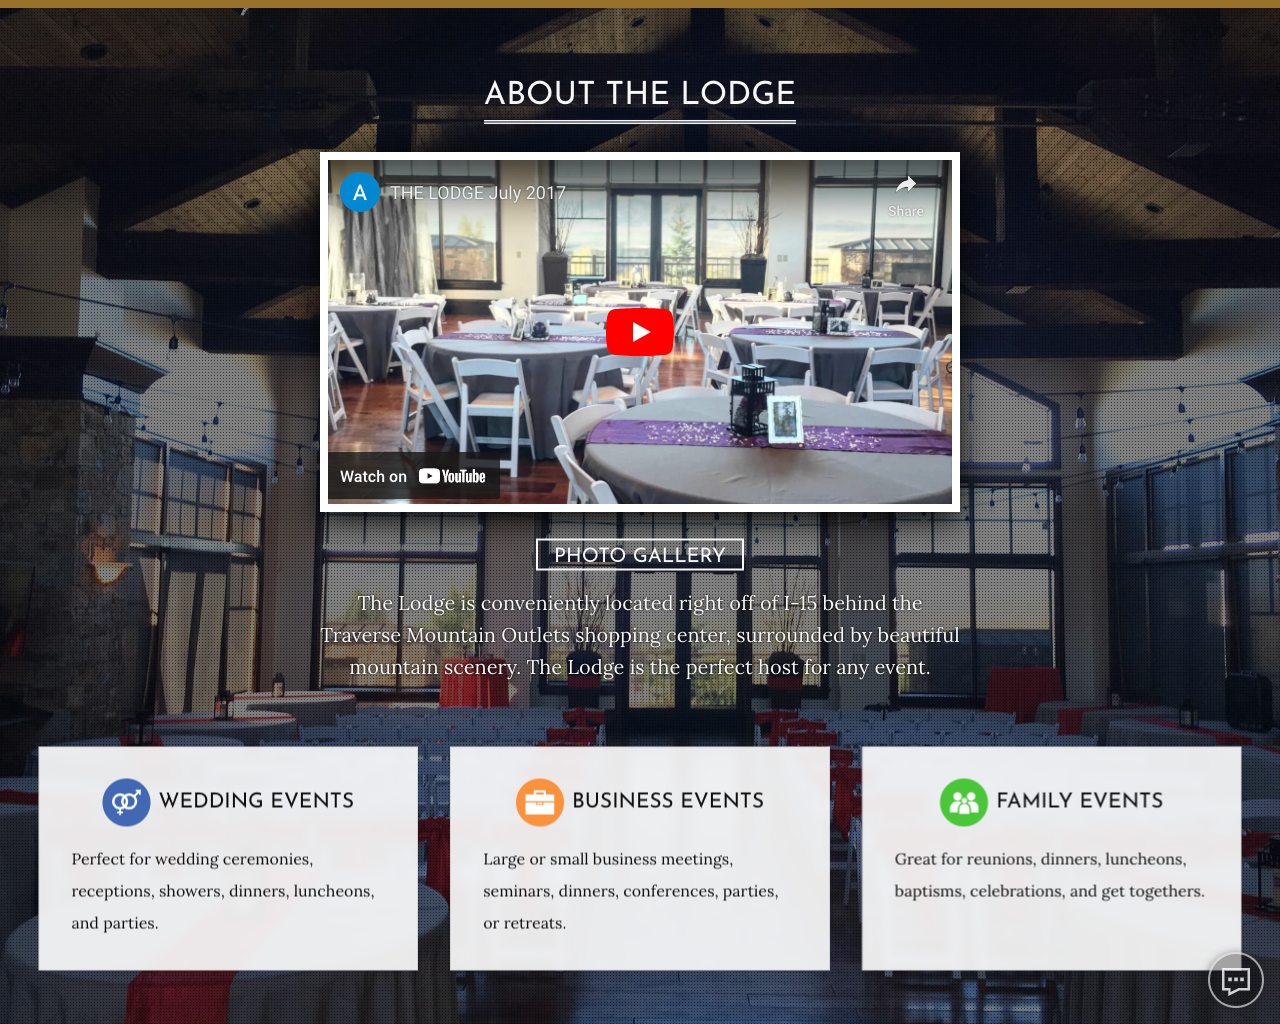 ABOUT THE LODGE
A
THE LODGE July 2017
Share
Watch on YouTube
PHOTO GALLERY
The Lodge is conveniently located right off of I-15 behind the
Traverse Mountain Outlets shopping center, surrounded by beautiful
mountain scenery. The Lodge is the perfect host for any event.
WEDDING EVENTS
Perfect for wedding ceremonies,
receptions, showers, dinners, luncheons,
and parties.
BUSINESS EVENTS
Large or small business meetings,
seminars, dinners, conferences, parties,
or retreats.
FAMILY EVENTS
Great for reunions, dinners, luncheons,
baptisms, celebrations, and get togethers.